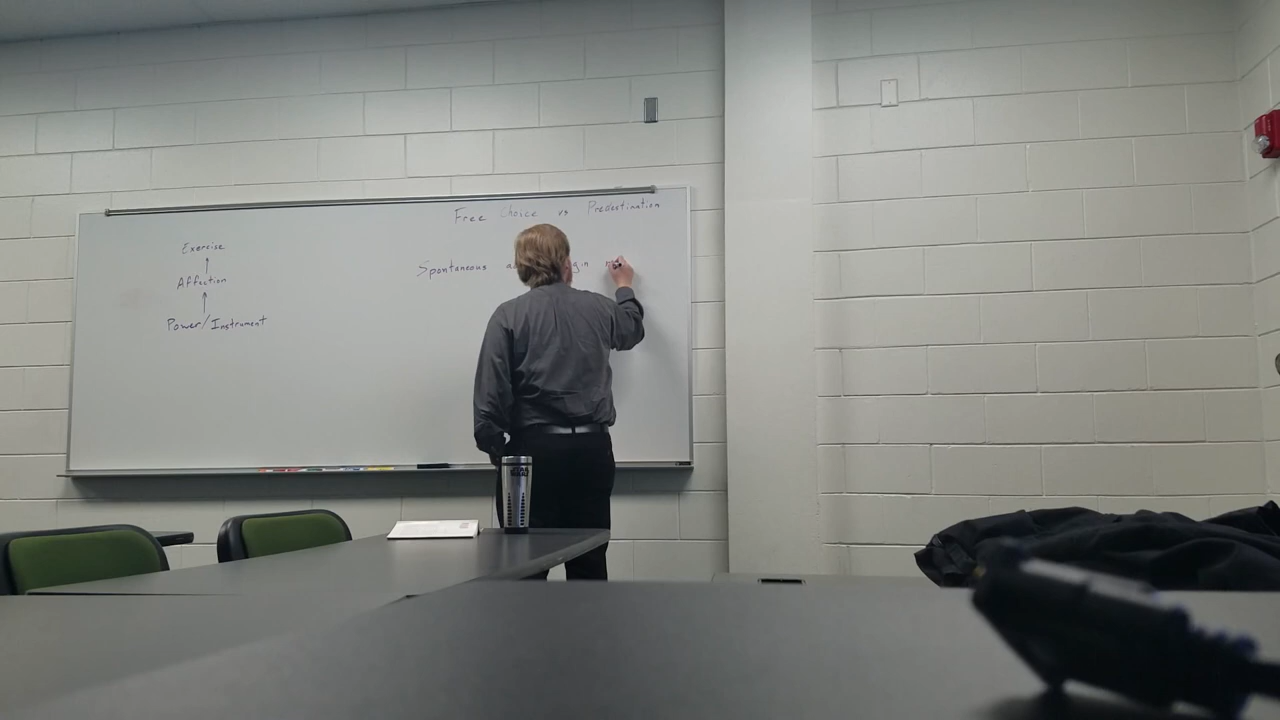 Free Choice vs Predestination
Exercise
Spontaneous
Affection
Power/Instrument